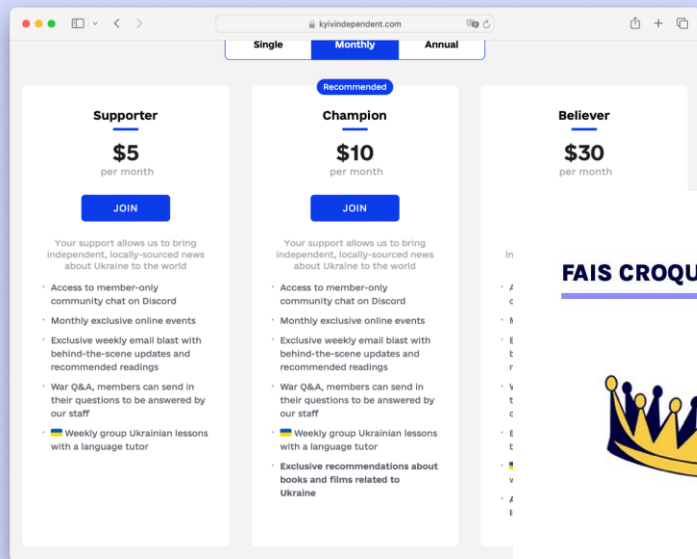 kyivindependent.com
Single
Monthly
Annual
Supporter
$5
per month
JOIN
Your support allows us to bring
independent, locally-sourced news
about Ukraine to the world
Access to member-only
community chat on Discord
Monthly exclusive online events
Exclusive weekly email blast with
behind-the-scene updates and
recommended readings
War Q&A, members can send in
their questions to be answered by
our staff
🇺🇦 Weekly group Ukrainian lessons
with a language tutor
Recommended
Champion
$10
per month
JOIN
Your support allows us to bring
independent, locally-sourced news
about Ukraine to the world
Access to member-only
community chat on Discord
Monthly exclusive online events
Exclusive weekly email blast with
behind-the-scene updates and
recommended readings
War Q&A, members can send in
their questions to be answered by
our staff
🇺🇦 Weekly group Ukrainian lessons
with a language tutor
Exclusive recommendations about
books and films related to
Ukraine
Believer
$30
per month
FAIS CROQU